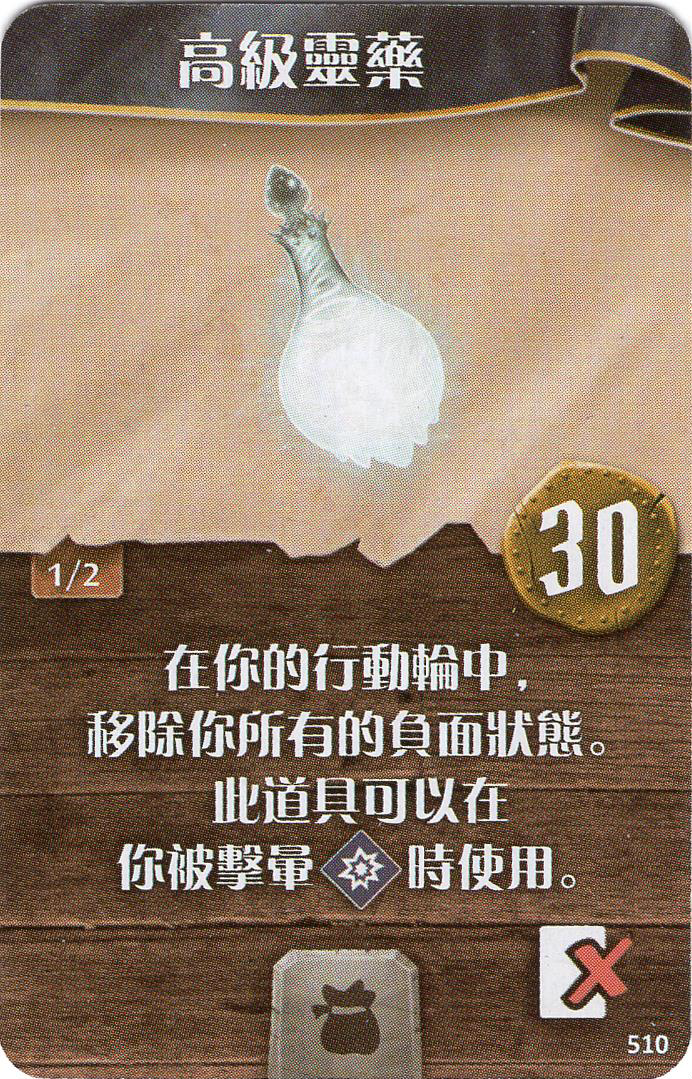 高級靈藥
30
1/2
在你的行動輪中，
移除你所有的負面狀態。
此道具可以在
你被擊暈時使用。
510